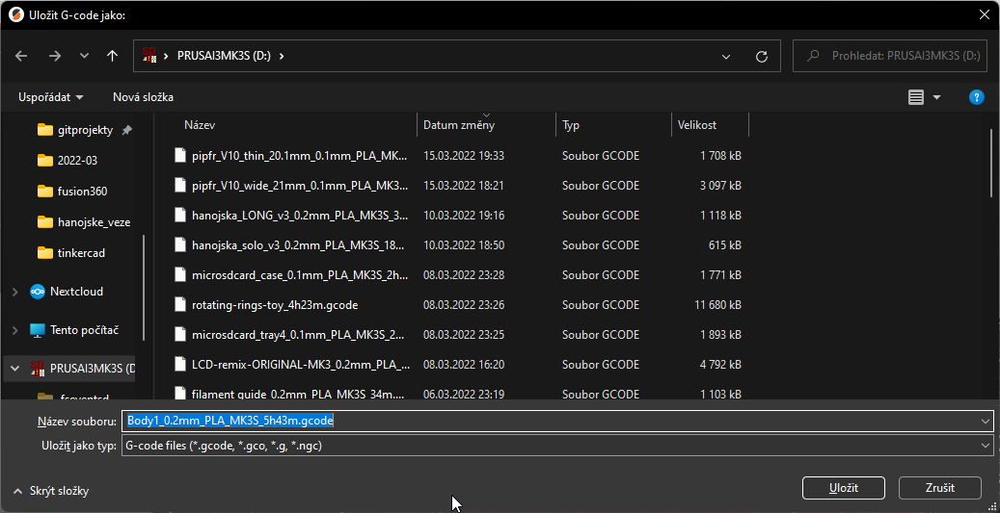 Uložit G-code jako:
PRUSAI3MK3S (D:)
Prohledat: PRUSAI3MK3S (D:)
Uspořádat Nová složka
gitprojekty
2022-03
fusion360
hanojske_veze
tinkercad
Nextcloud
Tento počítač
PRUSAI3MK3S (D
.fseventsd
Název Datum změny Typ Velikost
pipfr_V10_thin_20.1mm_0.1mm_PLA_MK... 15.03.2022 19:33 Soubor GCODE 1 708 kB
pipfr_V10_wide_21mm_0.1mm_PLA_MK3... 15.03.2022 18:21 Soubor GCODE 3 097 kB
hanojska_LONG_v3_0.2mm_PLA_MK3S_3... 10.03.2022 19:16 Soubor GCODE 1 118 kB
hanojska_solo_v3_0.2mm_PLA_MK3S_18... 10.03.2022 18:50 Soubor GCODE 615 kB
microsdcard_case_0.1mm_PLA_MK3S_2h... 08.03.2022 23:28 Soubor GCODE 1 771 kB
rotating-rings-toy_4h23m.gcode 08.03.2022 23:26 Soubor GCODE 11 680 kB
microsdcard_tray4_0.1mm_PLA_MK3S_2... 08.03.2022 23:25 Soubor GCODE 1 893 kB
LCD-remix-ORIGINAL-MK3_0.2mm_PLA_... 08.03.2022 16:20 Soubor GCODE 4 792 kB
filament_guide_0.2mm_PLA_MK3S_34m.... 06.03.2022 23:19 Soubor GCODE 1 103 kB
Název souboru: Body1_0.2mm_PLA_MK3S_5h43m.gcode
Uložit jako typ: G-code files (*.gcode, *.gco, *.g, *.ngc)
Skrýt složky
Uložit Zrušit